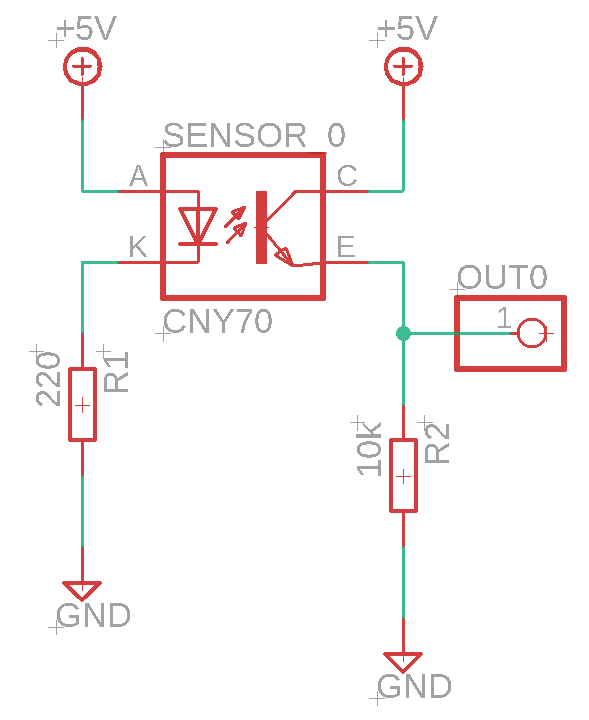 +5V
+5V
SENSOR 0
A
C
K
E
CNY70
OUT0
1
220
R1
10k
R2
GND
GND